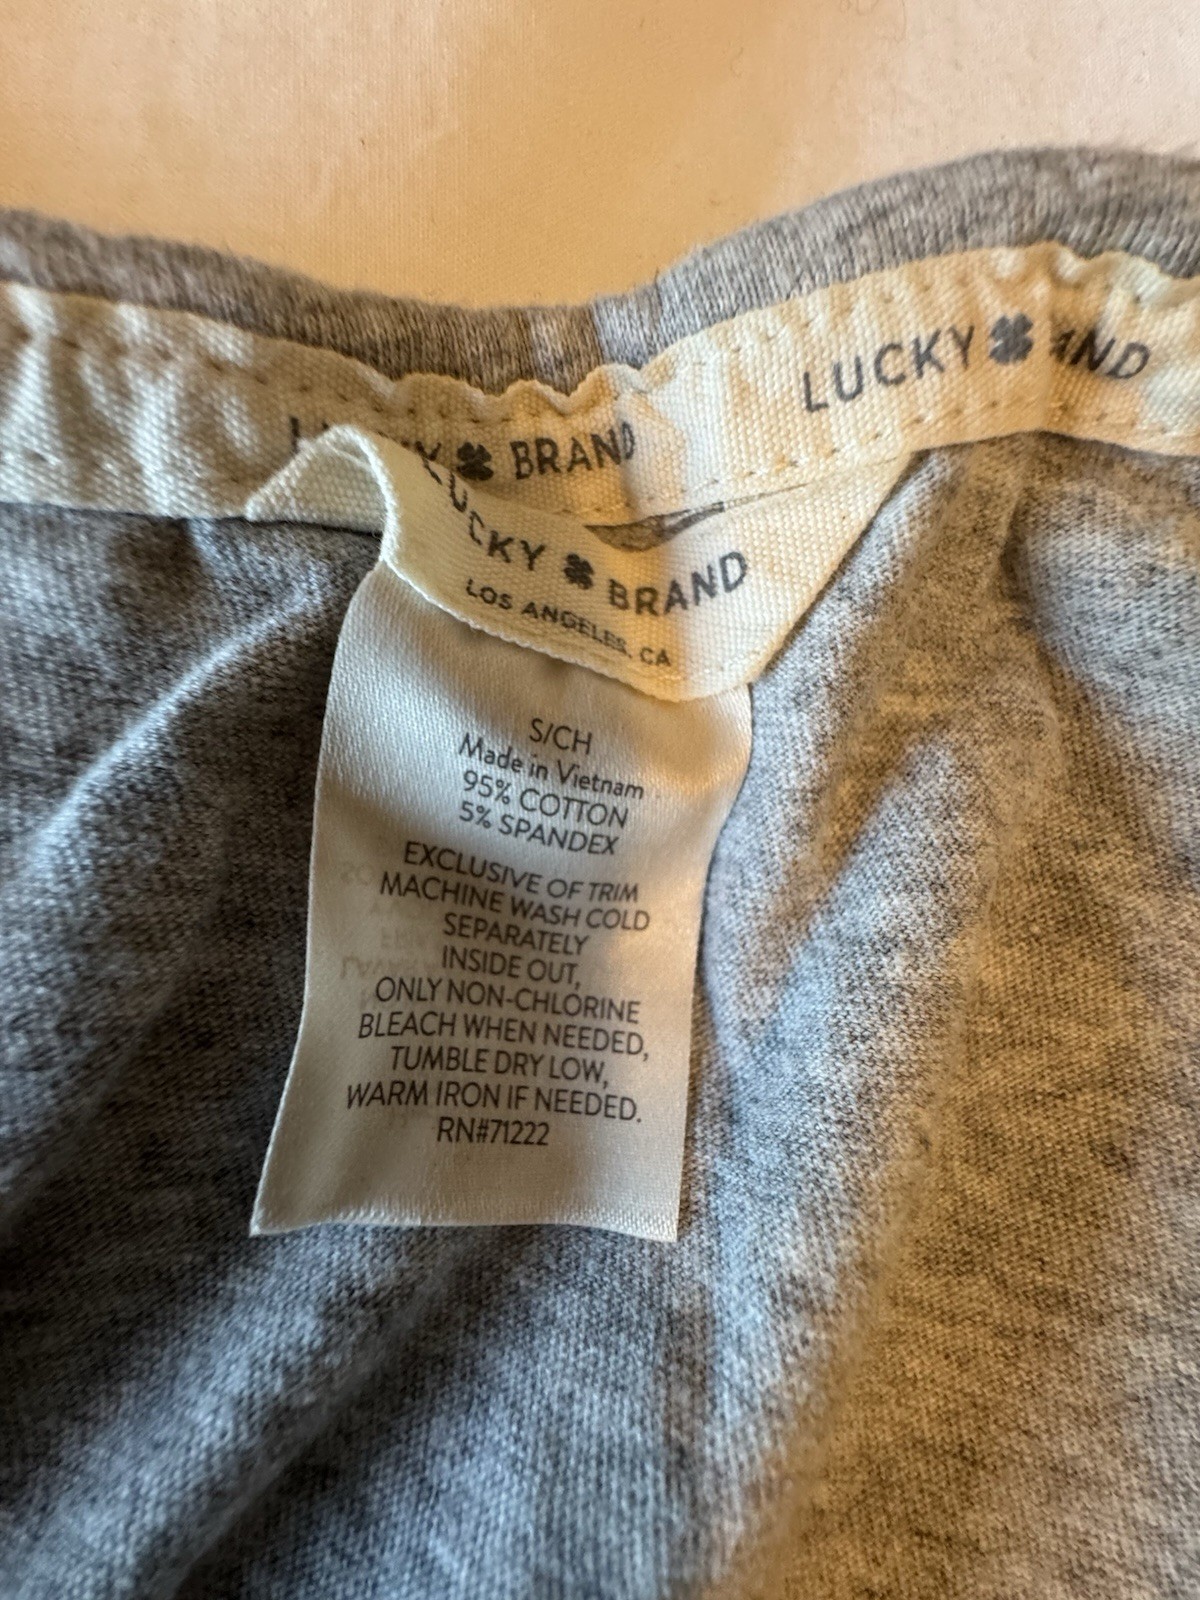 LUCKY BRAND
BRAND
LUCKY BRAND
LOS ANGELES, CA
S/CH
Made in Vietnam
95% COTTON
5% SPANDEX
EXCLUSIVE OF TRIM
MACHINE WASH COLD
SEPARATELY
INSIDE OUT,
ONLY NON-CHLORINE
BLEACH WHEN NEEDED,
TUMBLE DRY LOW,
WARM IRON IF NEEDED.
RN#71222